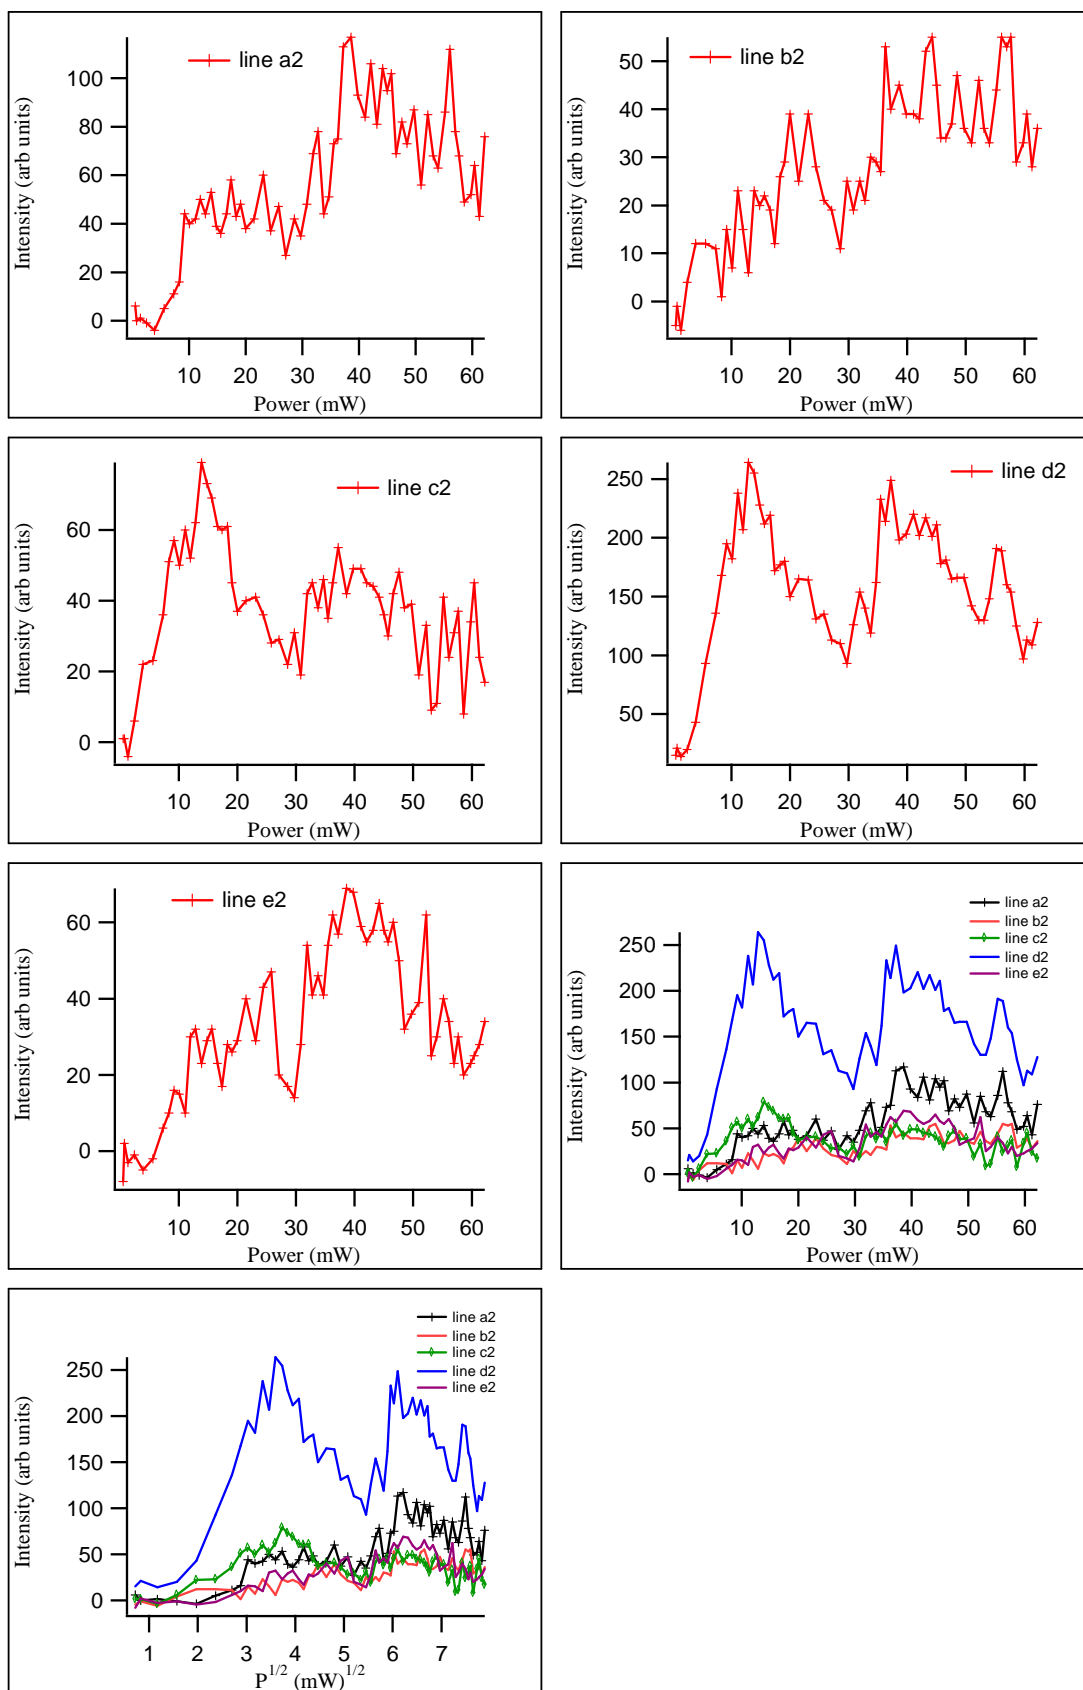 line a2
Intensity (arb units)
100
80
60
40
20
0
10 20 30 40 50 60
Power (mW)
line b2
Intensity (arb units)
50
40
30
20
10
0
10 20 30 40 50 60
Power (mW)
line c2
Intensity (arb units)
60
40
20
0
10 20 30 40 50 60
Power (mW)
line d2
Intensity (arb units)
250
200
150
100
50
10 20 30 40 50 60
Power (mW)
line e2
Intensity (arb units)
60
40
20
0
10 20 30 40 50 60
Power (mW)
line a2
line b2
line c2
line d2
line e2
Intensity (arb units)
250
200
150
100
50
0
10 20 30 40 50 60
Power (mW)
line a2
line b2
line c2
line d2
line e2
Intensity (arb units)
250
200
150
100
50
0
1 2 3 4 5 6 7
P^1/2 (mW)^1/2